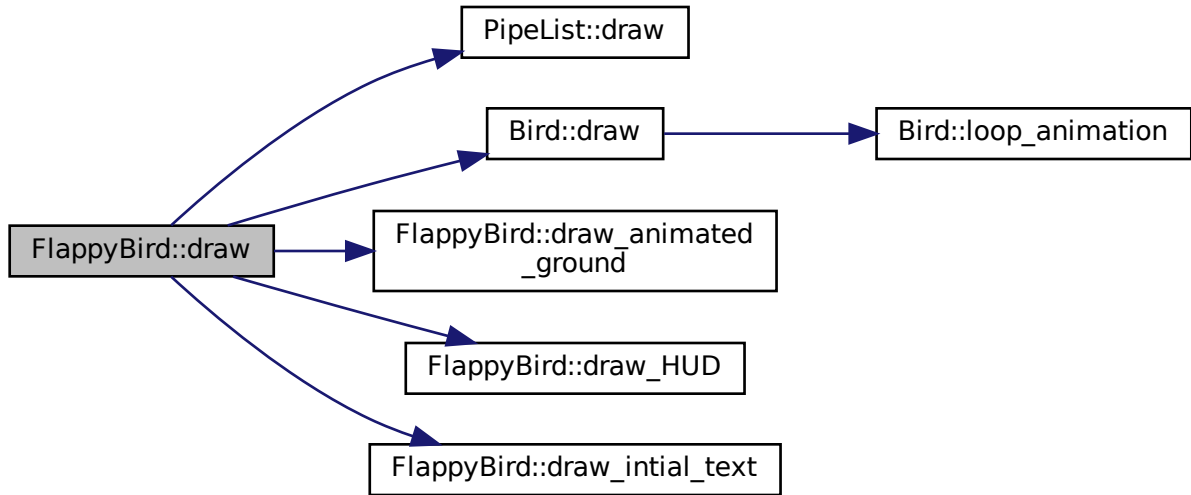 PipeList::draw
Bird::draw
Bird::loop_animation
FlappyBird::draw
FlappyBird::draw_animated
_ground
FlappyBird::draw_HUD
FlappyBird::draw_intial_text